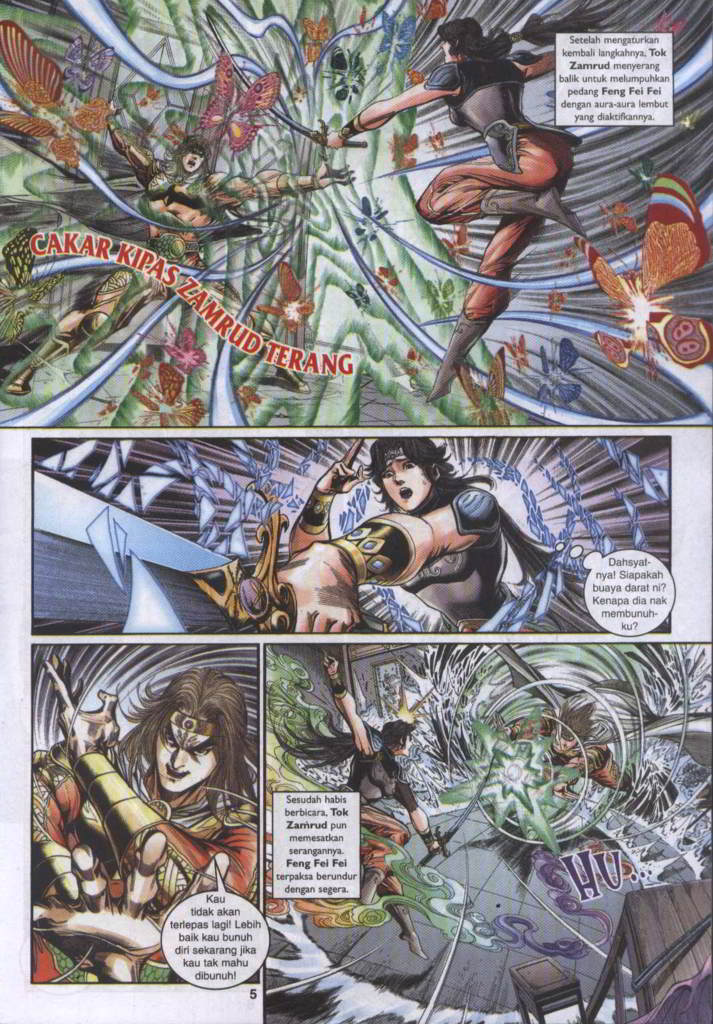 Setelah mengaturkan
kembali langkahnya, Tok
Zamrud menyerang
balik untuk melumpuhkan
pedang Feng Fei Fei
dengan aura-aura lembut
yang diaktifkannya.
CAKAR KIPAS ZAMRUD TERANG
Dahsyat-
nya! Siapakah
buaya darat ni?
Kenapa dia nak
membunuh-
ku?
Kau
tidak akan
terlepas lagi! Lebih
baik kau bunuh
diri sekarang jika
kau tak mahu
dibunuh!
Sesudah habis
berbicara, Tok
Zamrud pun
memesatkan
serangannya.
Feng Fei Fei
terpaksa berundur
dengan segera.
HU...
5